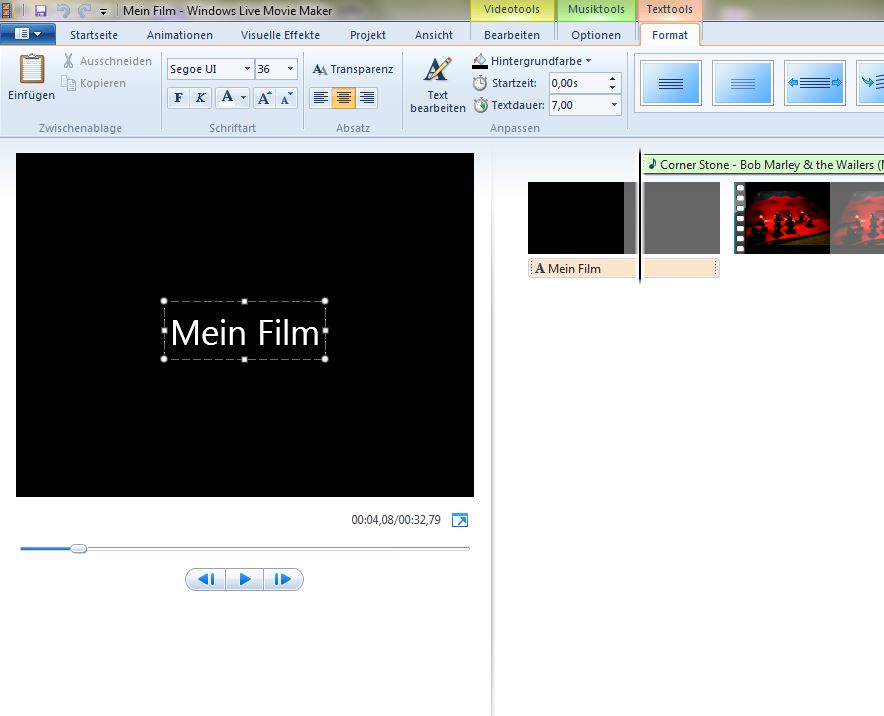 Mein Film - Windows Live Movie Maker
Videotools Musiktools Texttools
Startseite Animationen Visuelle Effekte Projekt Ansicht Bearbeiten Optionen Format
Einfügen
Ausschneiden
Kopieren
Zwischenablage
Segoe UI 36
F K A A A
Schriftart
AA Transparenz
Absatz
Text
bearbeiten
Hintergrundfarbe
Startzeit: 0,00s
Textdauer: 7,00
Anpassen
Mein Film
00:04,08/00:32,79
Corner Stone - Bob Marley & the Wailers (
A Mein Film